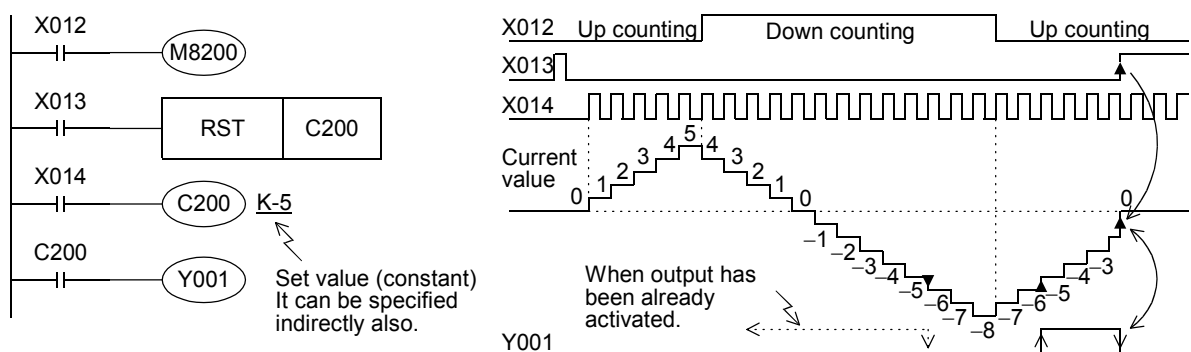 X012
M8200
X013
RST C200
X014
C200 K-5
C200
Y001
Set value (constant)
It can be specified
indirectly also.
X012 Up counting Down counting Up counting
X013
X014
Current
value
0 1 2 3 4 5 4 3 2 1 0
–1 –2 –3 –4 –5 –6 –7 –8 –7 –6 –5 –4 –3 0
When output has
been already
activated.
Y001